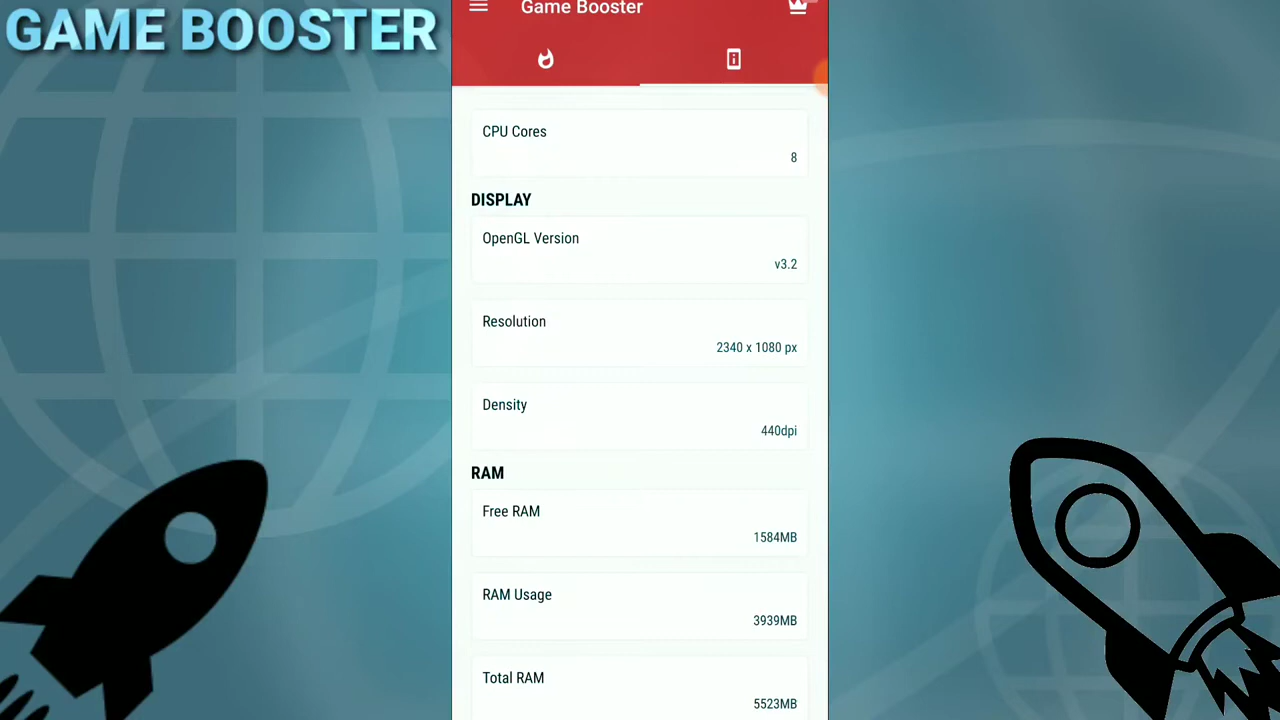 GAME BOOSTER
Game Booster
CPU Cores
8
DISPLAY
OpenGL Version
v3.2
Resolution
2340 x 1080 px
Density
440dpi
RAM
Free RAM
1584MB
RAM Usage
3939MB
Total RAM
5523MB